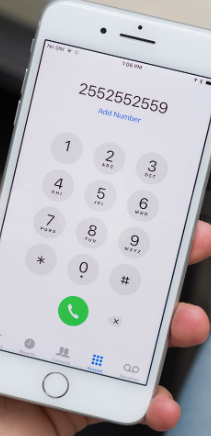 No SIM
1:06 PM
2552552559
Add Number
1
2
ABC
3
DEF
4
GHI
5
JKL
6
MNO
7
PQRS
8
TUV
9
WXYZ
*
0
+
#
Keypad